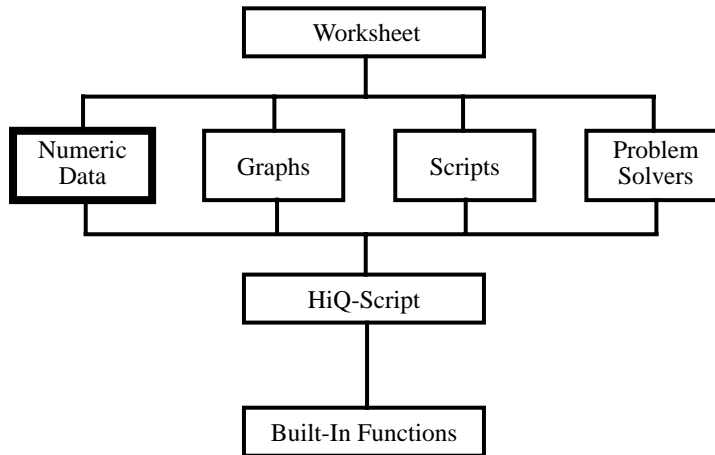 Worksheet
Numeric
Data
Graphs
Scripts
Problem
Solvers
HiQ-Script
Built-In Functions